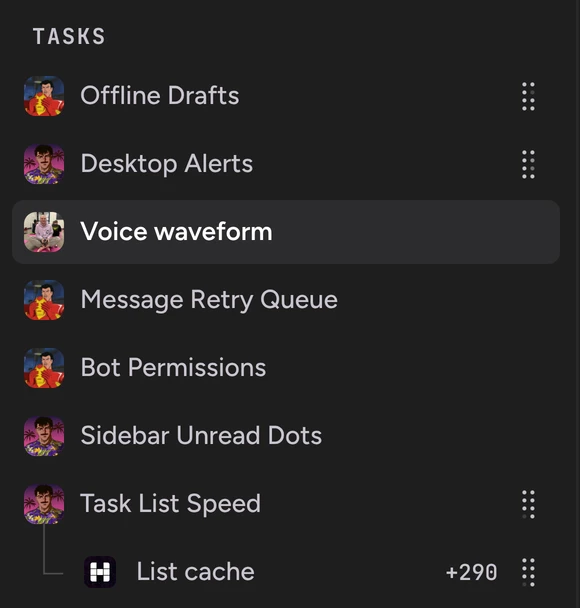 TASKS
Offline Drafts
Desktop Alerts
Voice waveform
Message Retry Queue
Bot Permissions
Sidebar Unread Dots
Task List Speed
List cache +290